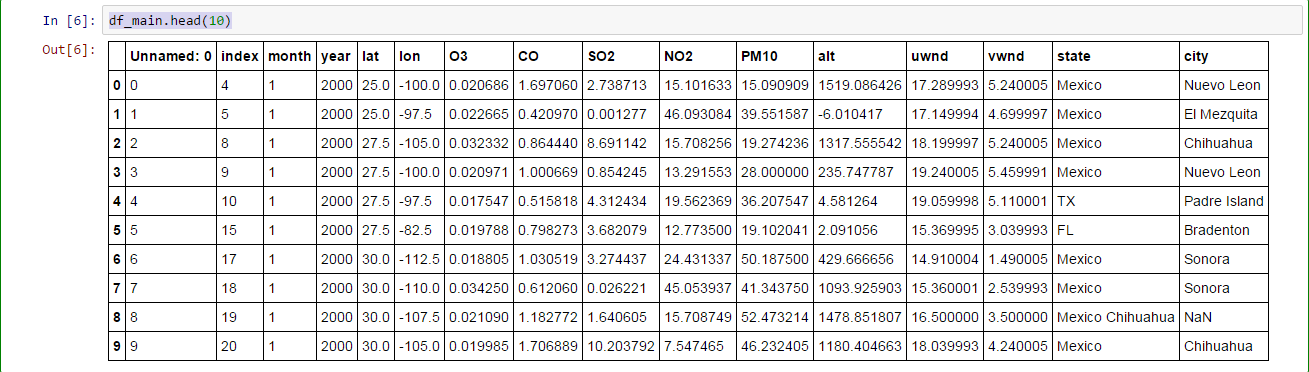 In [6]: df_main.head(10)
Out[6]:
Unnamed: 0 index month year lat lon O3 CO SO2 NO2 PM10 alt uwnd vwnd state city
0 0 4 1 2000 25.0 -100.0 0.020686 1.697060 2.738713 15.101633 15.090909 1519.086426 17.289993 5.240005 Mexico Nuevo Leon
1 1 5 1 2000 25.0 -97.5 0.022665 0.420970 0.001277 46.093084 39.551587 -6.010417 17.149994 4.699997 Mexico El Mezquita
2 2 8 1 2000 27.5 -105.0 0.032332 0.864440 8.691142 15.708256 19.274236 1317.555542 18.199997 5.240005 Mexico Chihuahua
3 3 9 1 2000 27.5 -100.0 0.020971 1.000669 0.854245 13.291553 28.000000 235.747787 19.240005 5.459991 Mexico Nuevo Leon
4 4 10 1 2000 27.5 -97.5 0.017547 0.515818 4.312434 19.562369 36.207547 4.581264 19.059998 5.110001 TX Padre Island
5 5 15 1 2000 27.5 -82.5 0.019788 0.798273 3.682079 12.773500 19.102041 2.091056 15.369995 3.039993 FL Bradenton
6 6 17 1 2000 30.0 -112.5 0.018805 1.030519 3.274437 24.431337 50.187500 429.666656 14.910004 1.490005 Mexico Sonora
7 7 18 1 2000 30.0 -110.0 0.034250 0.612060 0.026221 45.053937 41.343750 1093.925903 15.360001 2.539993 Mexico Sonora
8 8 19 1 2000 30.0 -107.5 0.021090 1.182772 1.640605 15.708749 52.473214 1478.851807 16.500000 3.500000 Mexico Chihuahua NaN
9 9 20 1 2000 30.0 -105.0 0.019985 1.706889 10.203792 7.547465 46.232405 1180.404663 18.039993 4.240005 Mexico Chihuahua